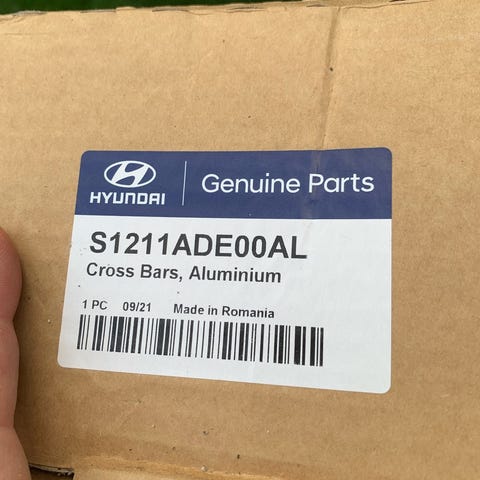 HYUNDAI | Genuine Parts
S1211ADE00AL
Cross Bars, Aluminium
1 PC 09/21 Made in Romania